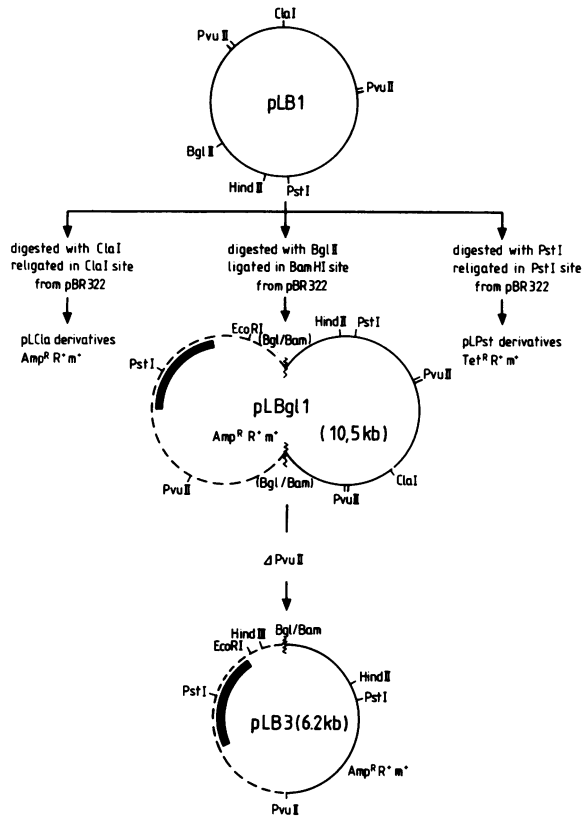 ClaI
PvuII
PvuII
pLB1
BglII
HindII
PstI
digested with ClaI
religated in ClaI site
from pBR322
digested with BglII
ligated in BamHI site
from pBR322
digested with PstI
religated in PstI site
from pBR322
pLCla derivatives
Amp^R R⁺m⁺
pLPst derivatives
Tet^R R⁺m⁺
EcoRI
(Bgl/Bam)
HindII
PstI
PstI
PvuII
pLBgl1
(10,5kb)
Amp^R R⁺m⁺
PvuII
(Bgl/Bam)
PvuII
ClaI
⊿PvuII
Bgl/Bam
HindIII
EcoRI
HindII
PstI
PstI
pLB3(6.2kb)
Amp^R R⁺m⁺
PvuII